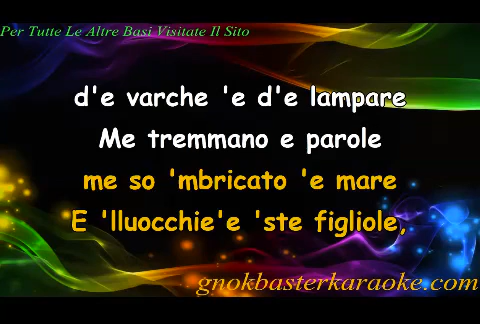 Per Tutte Le Altre Basi Visitate Il Sito
d'e varche 'e d'e lampare
Me tremmano e parole
me so 'mbricato 'e mare
E 'lluocchie'e 'ste figliole,
gnokbasterkaraoke.com